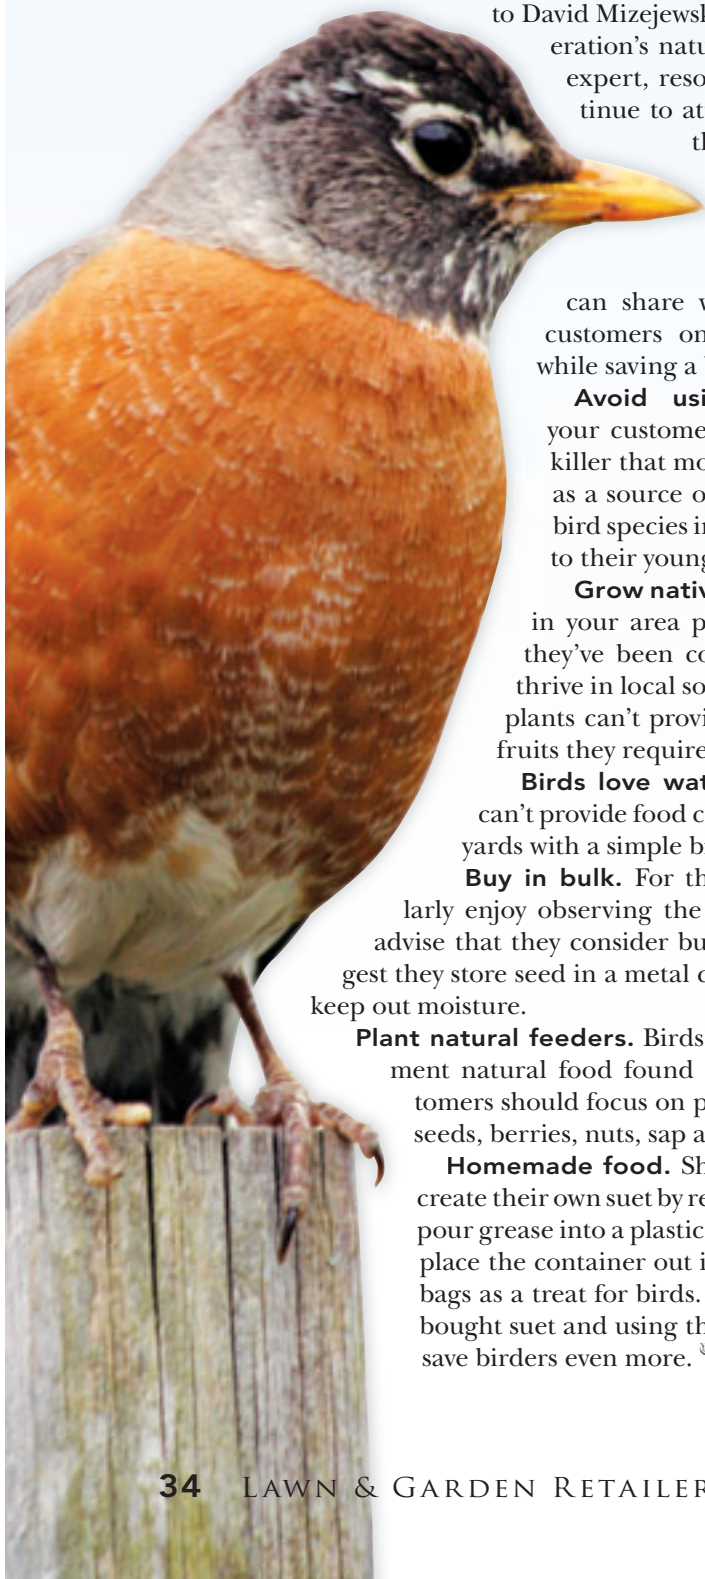 to David Mizejewsk
eration's natu
expert, reso
tinue to at
th
can share w
customers on
while saving a
Avoid usi
your custome
killer that mo
as a source o
bird species in
to their young
Grow nativ
in your area p
they've been co
thrive in local so
plants can't provi
fruits they require
Birds love wat
can't provide food c
yards with a simple bi
Buy in bulk. For th
larly enjoy observing the
advise that they consider bu
gest they store seed in a metal c
keep out moisture.
Plant natural feeders. Birds
ment natural food found
tomers should focus on p
seeds, berries, nuts, sap a
Homemade food. Sh
create their own suet by re
pour grease into a plastic
place the container out i
bags as a treat for birds.
bought suet and using th
save birders even more.
34 LAWN & GARDEN RETAILER